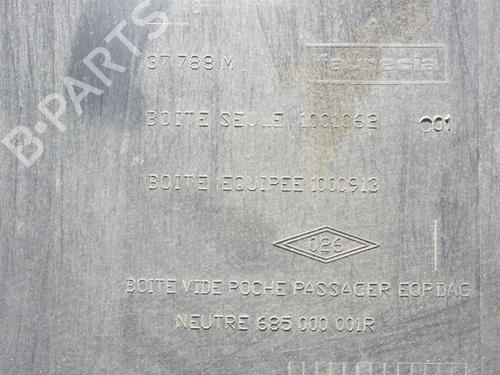 B-PARTS
faurecia
37 788 M
BOITE SEULE 1001062 001
BOITE EQUIPEE 1000913
026
BOITE VIDE POCHE PASSAGER EQP.DAG
NEUTRE 685 000 001R